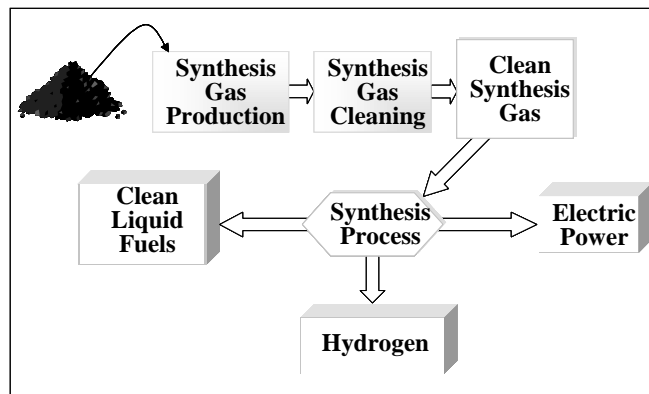 Synthesis
Gas
Production
Synthesis
Gas
Cleaning
Clean
Synthesis
Gas
Clean
Liquid
Fuels
Synthesis
Process
Electric
Power
Hydrogen